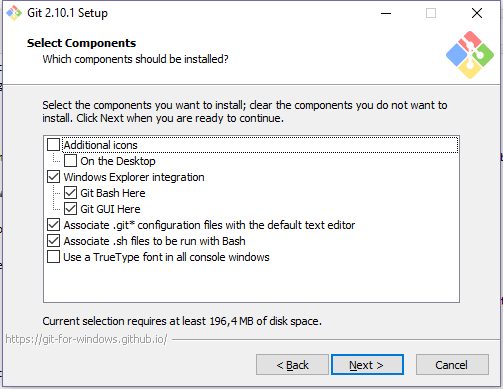 Git 2.10.1 Setup
Select Components
Which components should be installed?
Select the components you want to install; clear the components you do not want to
install. Click Next when you are ready to continue.
Additional icons
On the Desktop
Windows Explorer integration
Git Bash Here
Git GUI Here
Associate .git* configuration files with the default text editor
Associate .sh files to be run with Bash
Use a TrueType font in all console windows
Current selection requires at least 196,4 MB of disk space.
https://git-for-windows.github.io/
< Back
Next >
Cancel